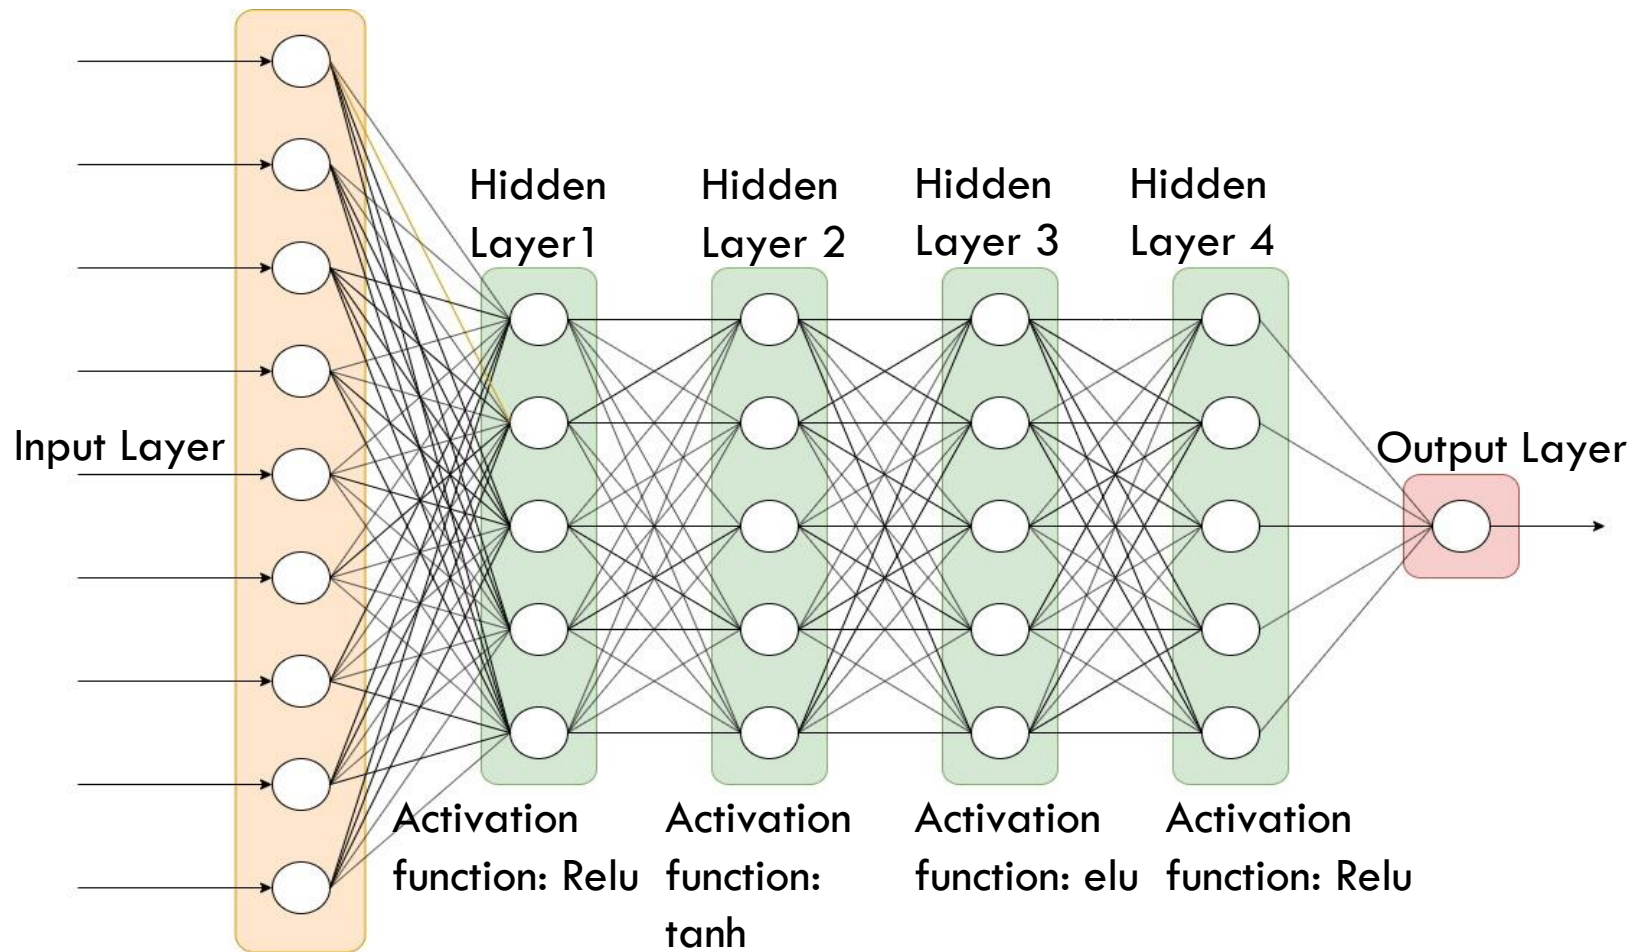 Hidden
Layer1
Hidden
Layer 2
Hidden
Layer 3
Hidden
Layer 4
Input Layer
Output Layer
Activation
function: Relu
Activation
function:
tanh
Activation
function: elu
Activation
function: Relu